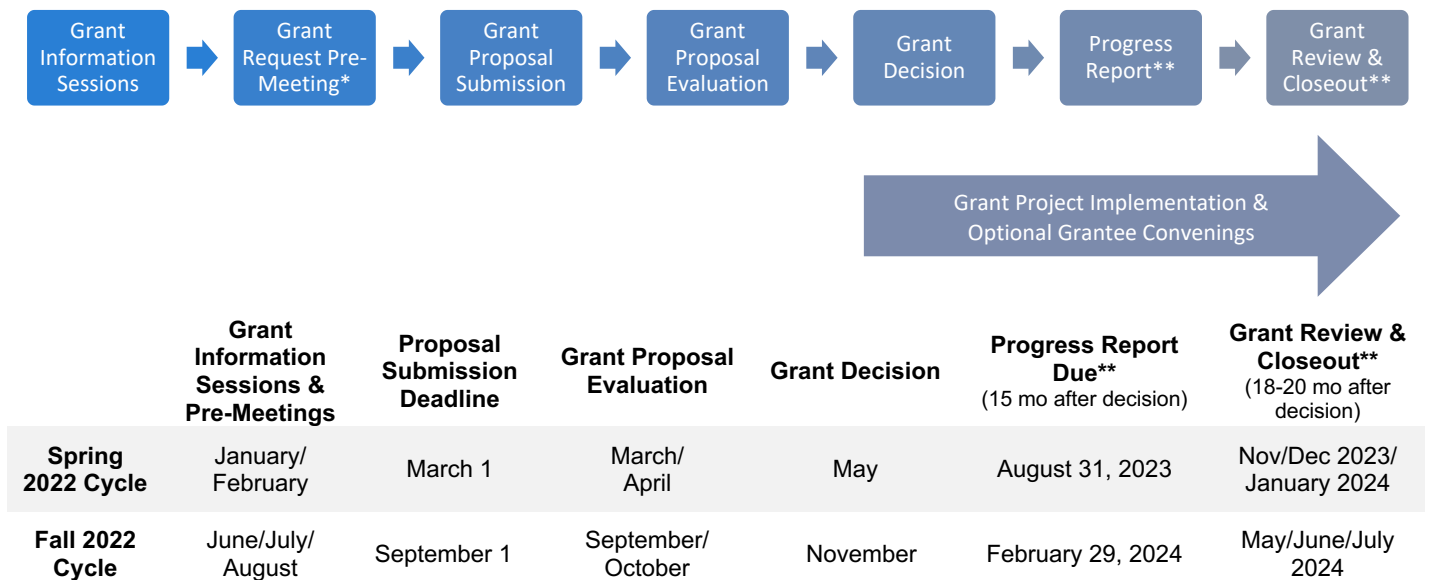 Grant
Information
Sessions
Grant
Request Pre-
Meeting*
Grant
Proposal
Submission
Grant
Proposal
Evaluation
Grant
Decision
Progress
Report**
Grant
Review &
Closeout**
Grant Project Implementation &
Optional Grantee Convenings
Grant
Information
Sessions &
Pre-Meetings
Proposal
Submission
Deadline
Grant Proposal
Evaluation
Grant Decision
Progress Report
Due**
(15 mo after decision)
Grant Review &
Closeout**
(18-20 mo after
decision)
Spring
2022 Cycle
January/
February
March 1
March/
April
May
August 31, 2023
Nov/Dec 2023/
January 2024
Fall 2022
Cycle
June/July/
August
September 1
September/
October
November
February 29, 2024
May/June/July
2024